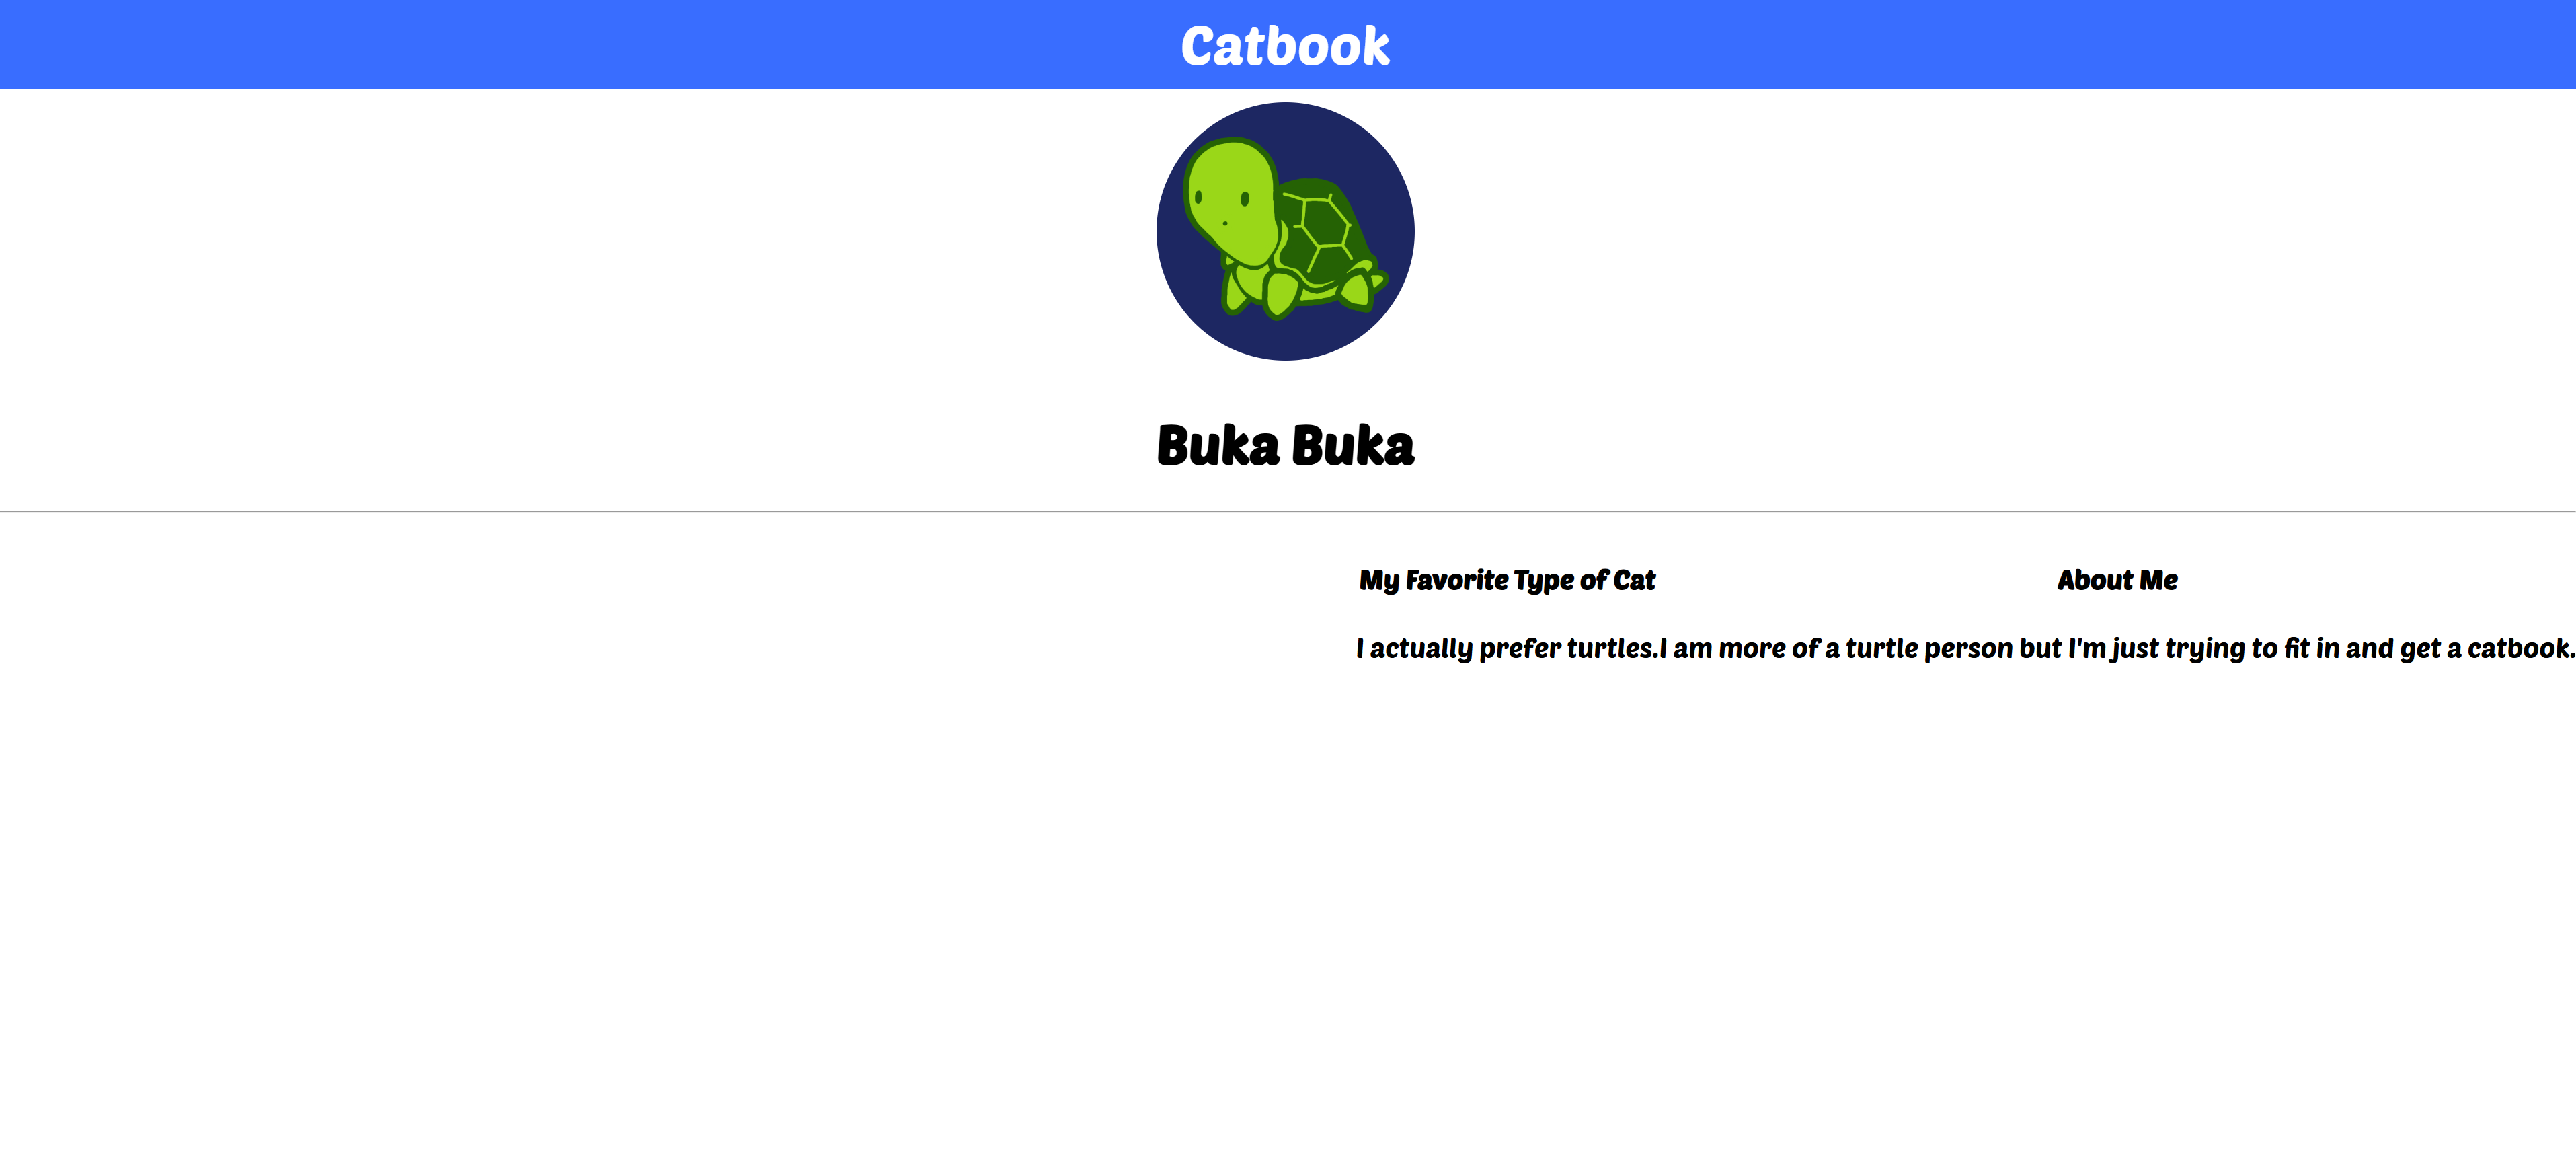 Catbook
Buka Buka
My Favorite Type of Cat
About Me
I actually prefer turtles.
I am more of a turtle person but I'm just trying to fit in and get a catbook.